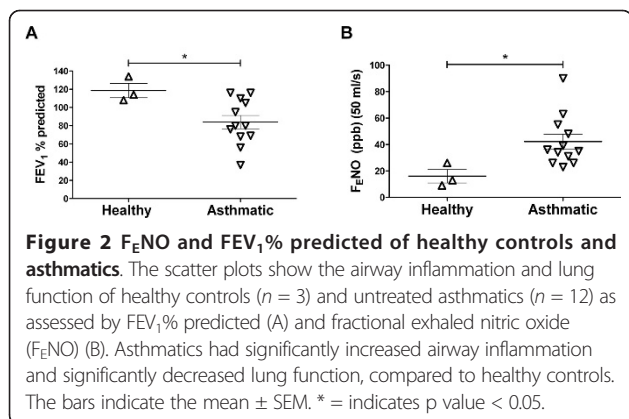 A
*
FEV₁ % predicted
140
120
100
80
60
40
20
0
Healthy Asthmatic
B
*
FᴇNO (ppb) (50 ml/s)
100
80
60
40
20
0
Healthy Asthmatic
Figure 2 FᴇNO and FEV₁% predicted of healthy controls and
asthmatics. The scatter plots show the airway inflammation and lung
function of healthy controls (n = 3) and untreated asthmatics (n = 12) as
assessed by FEV₁% predicted (A) and fractional exhaled nitric oxide
(FᴇNO) (B). Asthmatics had significantly increased airway inflammation
and significantly decreased lung function, compared to healthy controls.
The bars indicate the mean ± SEM. * = indicates p value < 0.05.